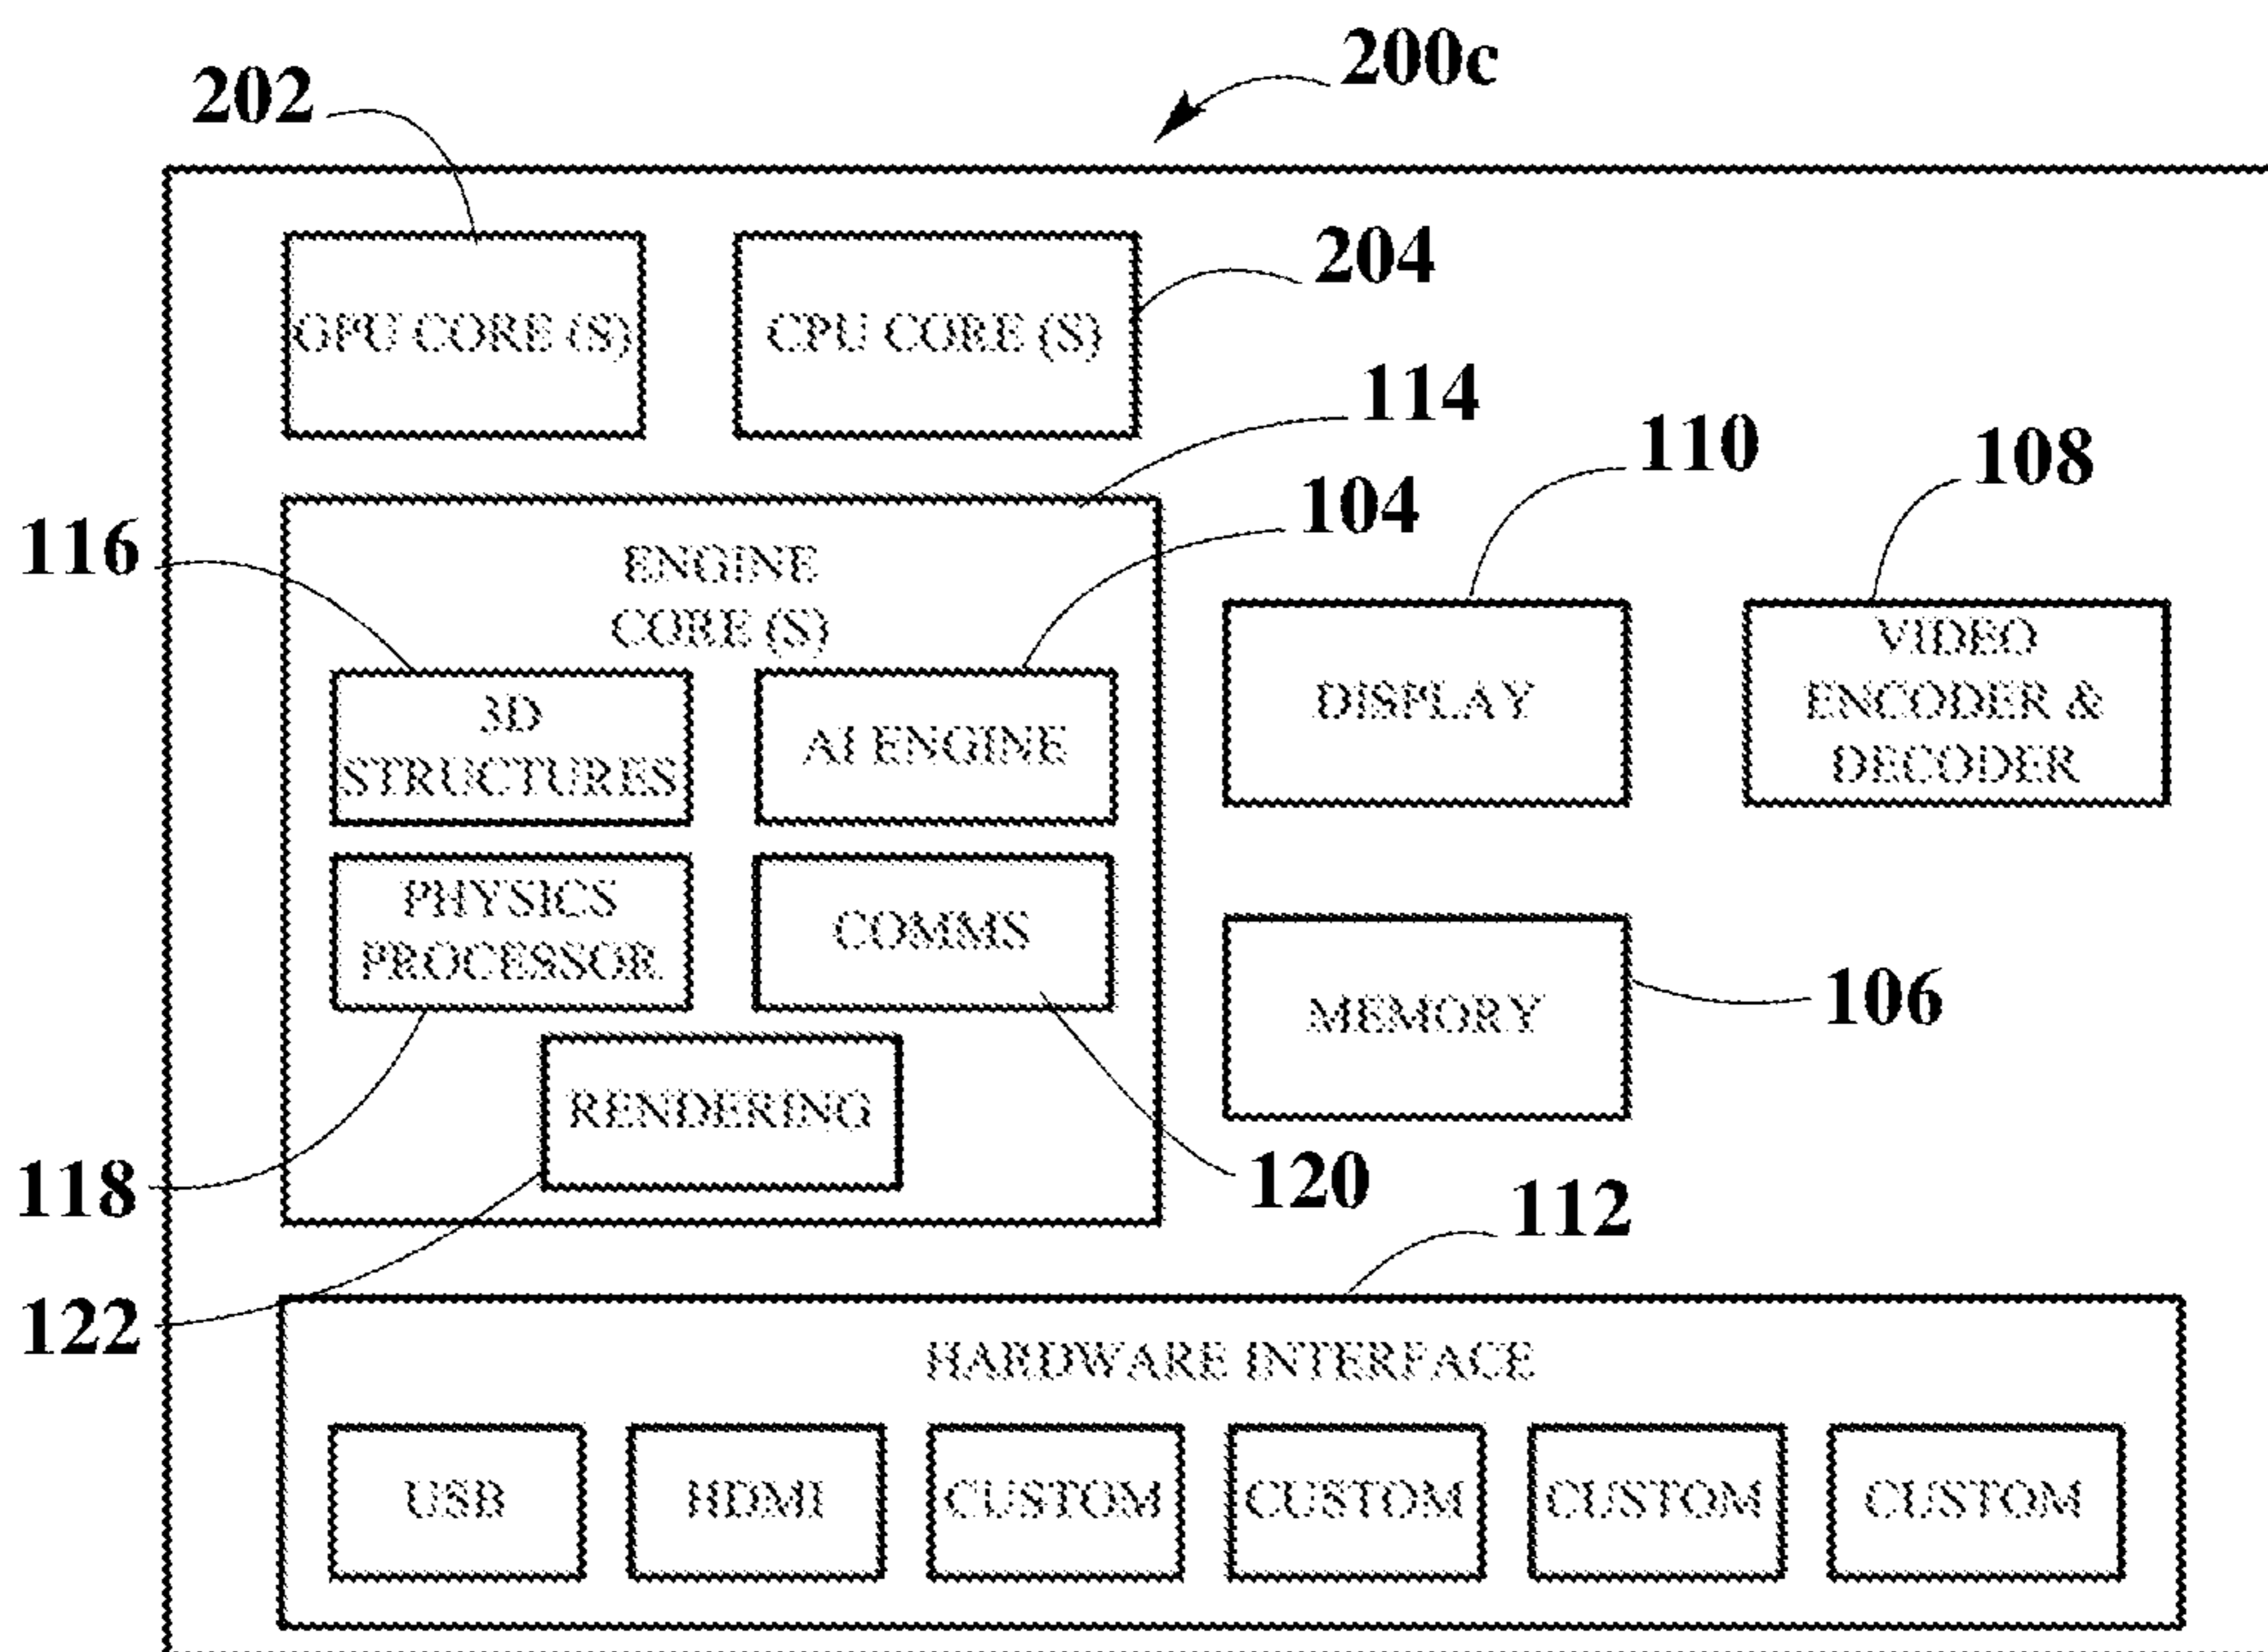 200c
202
GPU CORE (S)
CPU CORE (S)
204
114
110
108
104
116
ENGINE
CORE (S)
3D
STRUCTURES
AI ENGINE
DISPLAY
VIDEO
ENCODER &
DECODER
PHYSICS
PROCESSOR
COMMS
MEMORY
106
RENDERING
118
120
112
122
HARDWARE INTERFACE
USB
HDMI
CUSTOM
CUSTOM
CUSTOM
CUSTOM